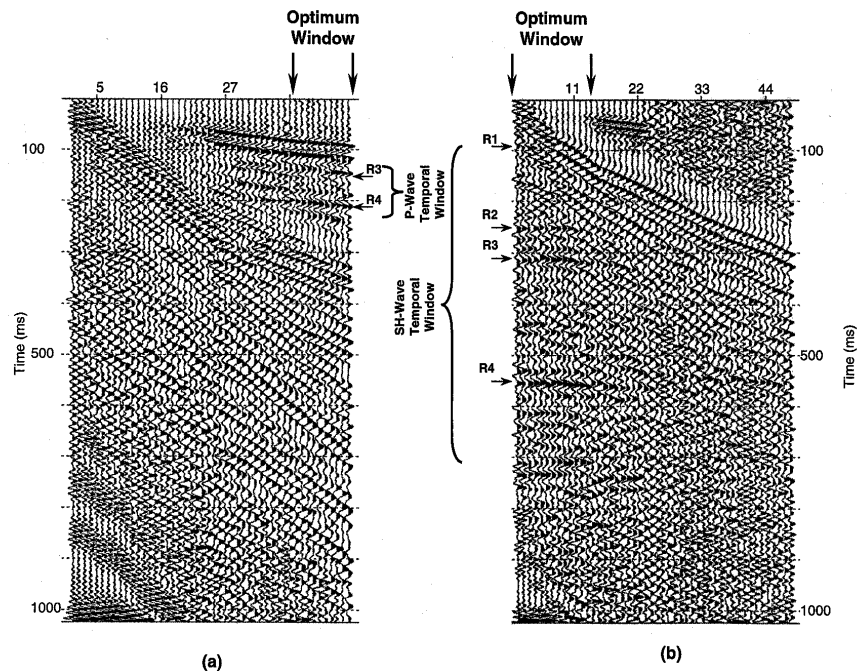 Optimum
Window
Optimum
Window
5 16 27
11 22 33 44
100
R3
R4
P-Wave
Temporal
Window
R1
R2
R3
R4
SH-Wave
Temporal
Window
100
500
500
1000
1000
Time (ms)
Time (ms)
(a)
(b)